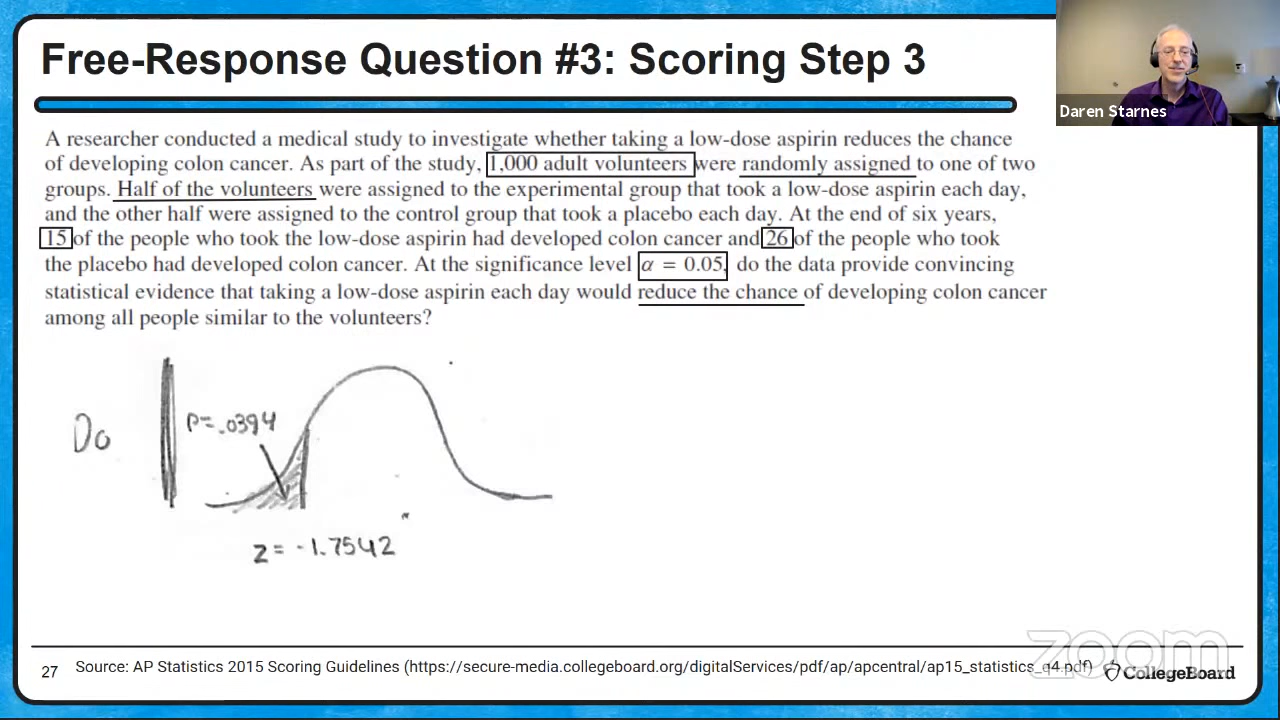 Free-Response Question #3: Scoring Step 3
Daren Starnes
A researcher conducted a medical study to investigate whether taking a low-dose aspirin reduces the chance
of developing colon cancer. As part of the study, 1,000 adult volunteers were randomly assigned to one of two
groups. Half of the volunteers were assigned to the experimental group that took a low-dose aspirin each day,
and the other half were assigned to the control group that took a placebo each day. At the end of six years,
15 of the people who took the low-dose aspirin had developed colon cancer and 26 of the people who took
the placebo had developed colon cancer. At the significance level α = 0.05, do the data provide convincing
statistical evidence that taking a low-dose aspirin each day would reduce the chance of developing colon cancer
among all people similar to the volunteers?
Do
P=.0394
z = -1.7542
zoom
27
Source: AP Statistics 2015 Scoring Guidelines (https://secure-media.collegeboard.org/digitalServices/pdf/ap/apcentral/ap15_statistics_q4.pdf)
CollegeBoard